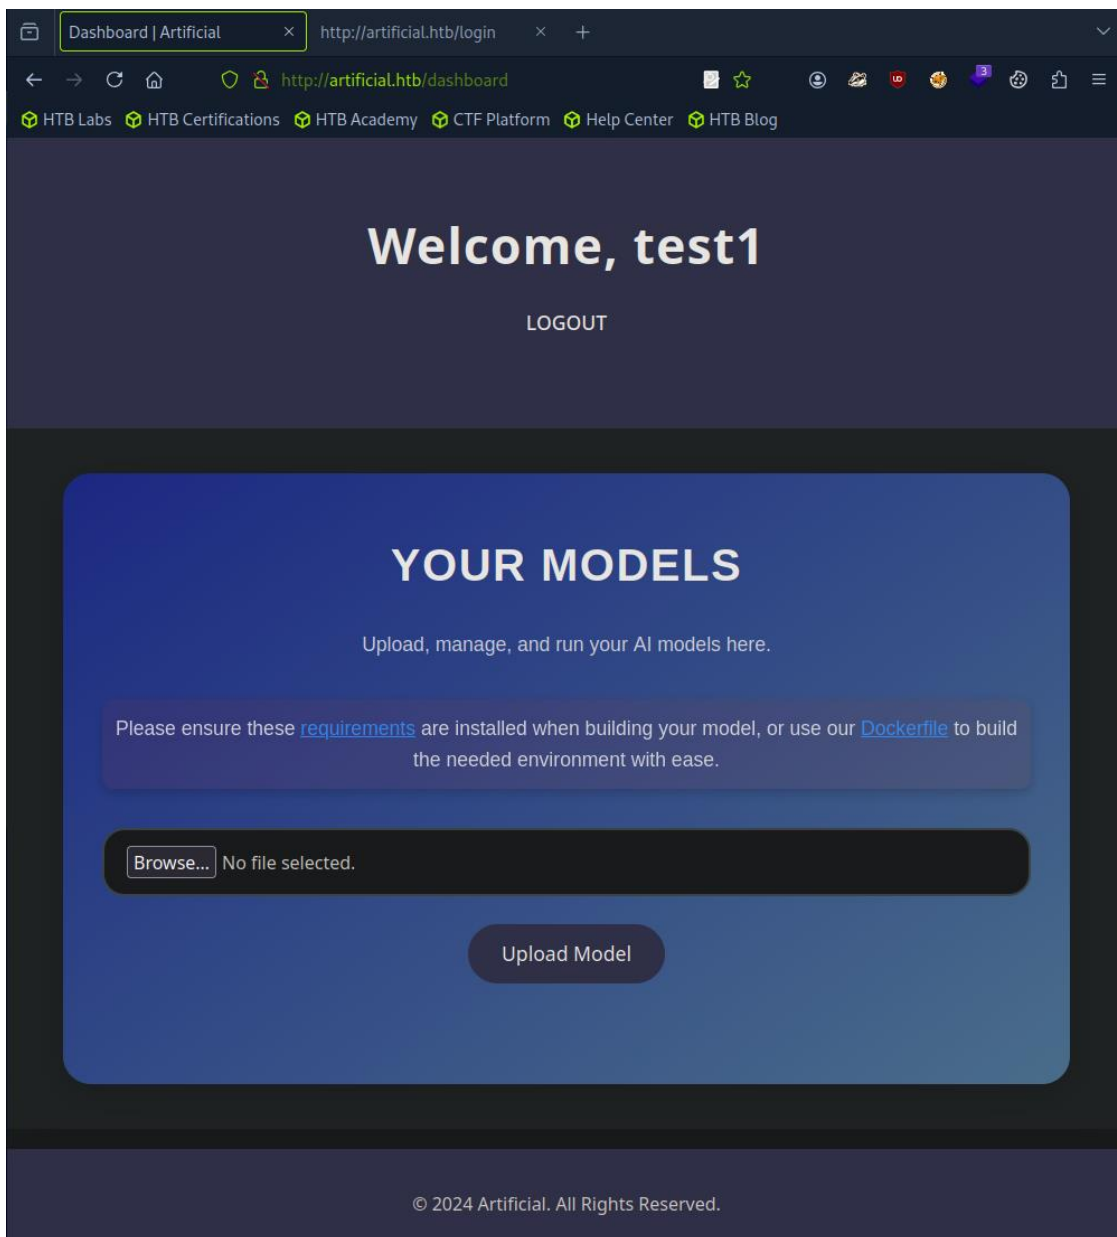 Dashboard | Artificial
http://artificial.htb/login
http://artificial.htb/dashboard
3
HTB Labs HTB Certifications HTB Academy CTF Platform Help Center HTB Blog
Welcome, test1
LOGOUT
YOUR MODELS
Upload, manage, and run your AI models here.
Please ensure these requirements are installed when building your model, or use our Dockerfile to build
the needed environment with ease.
Browse... No file selected.
Upload Model
© 2024 Artificial. All Rights Reserved.